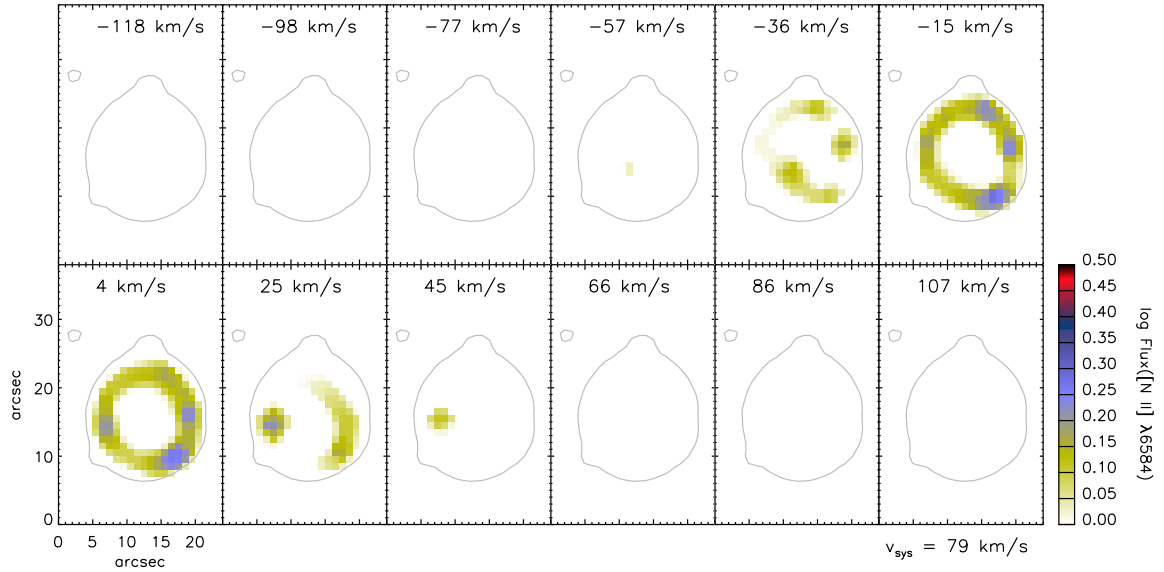 −118 km/s
−98 km/s
−77 km/s
−57 km/s
−36 km/s
−15 km/s
4 km/s
25 km/s
45 km/s
66 km/s
86 km/s
107 km/s
30
20
10
0
arcsec
0 5 10 15 20
arcsec
0.50
0.45
0.40
0.35
0.30
0.25
0.20
0.15
0.10
0.05
0.00
log Flux([N II] λ6584)
vsys = 79 km/s